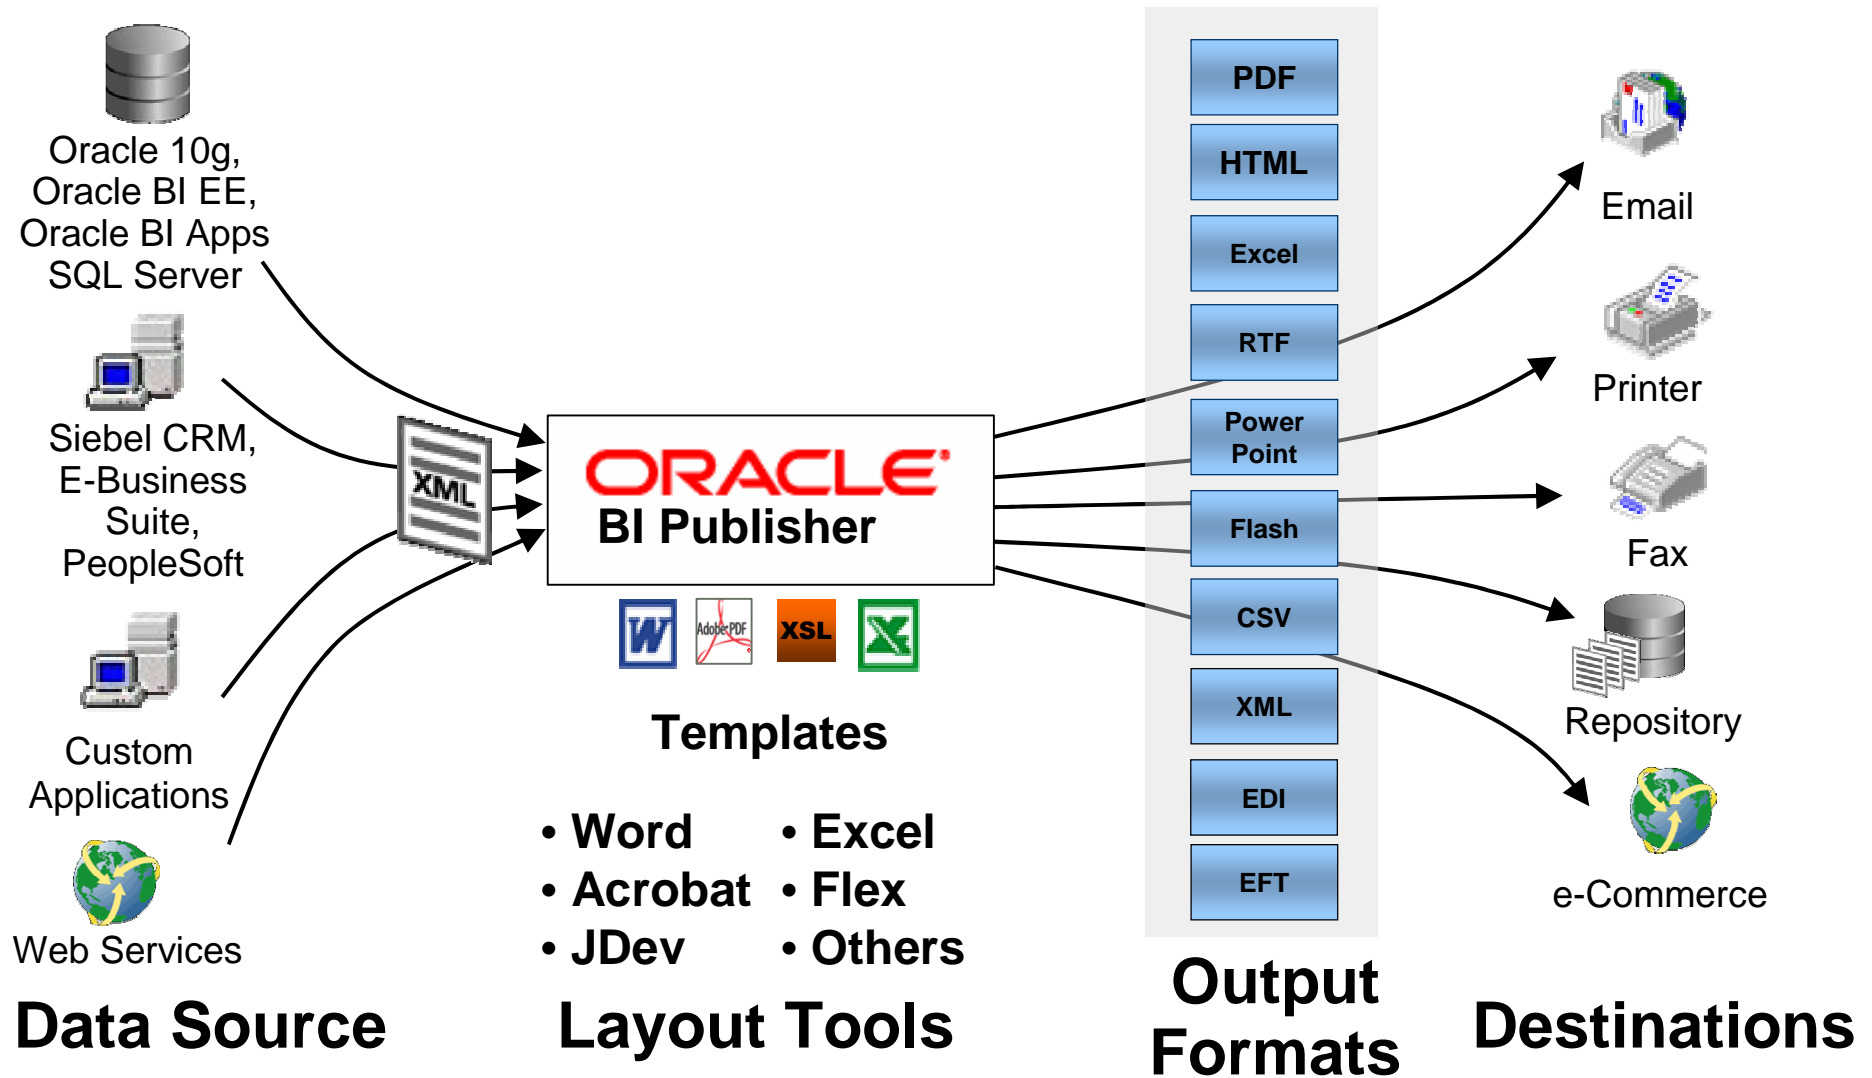 Oracle 10g,
Oracle BI EE,
Oracle BI Apps
SQL Server
Siebel CRM,
E-Business
Suite,
PeopleSoft
Custom
Applications
Web Services
Data Source
XML
ORACLE
BI Publisher
W
Adobe PDF
XSL
X
Templates
• Word
• Acrobat
• JDev
• Excel
• Flex
• Others
Layout Tools
PDF
HTML
Excel
RTF
Power
Point
Flash
CSV
XML
EDI
EFT
Output
Formats
Email
Printer
Fax
Repository
e-Commerce
Destinations